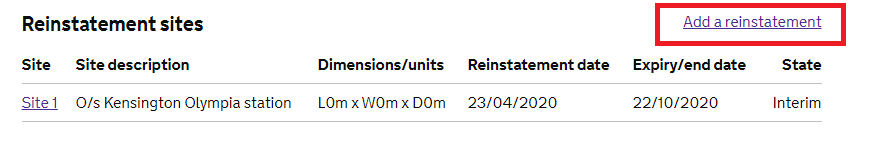 Reinstatement sites Add a reinstatement
Site Site description Dimensions/units Reinstatement date Expiry/end date State
Site 1 O/s Kensington Olympia station L0m x W0m x D0m 23/04/2020 22/10/2020 Interim